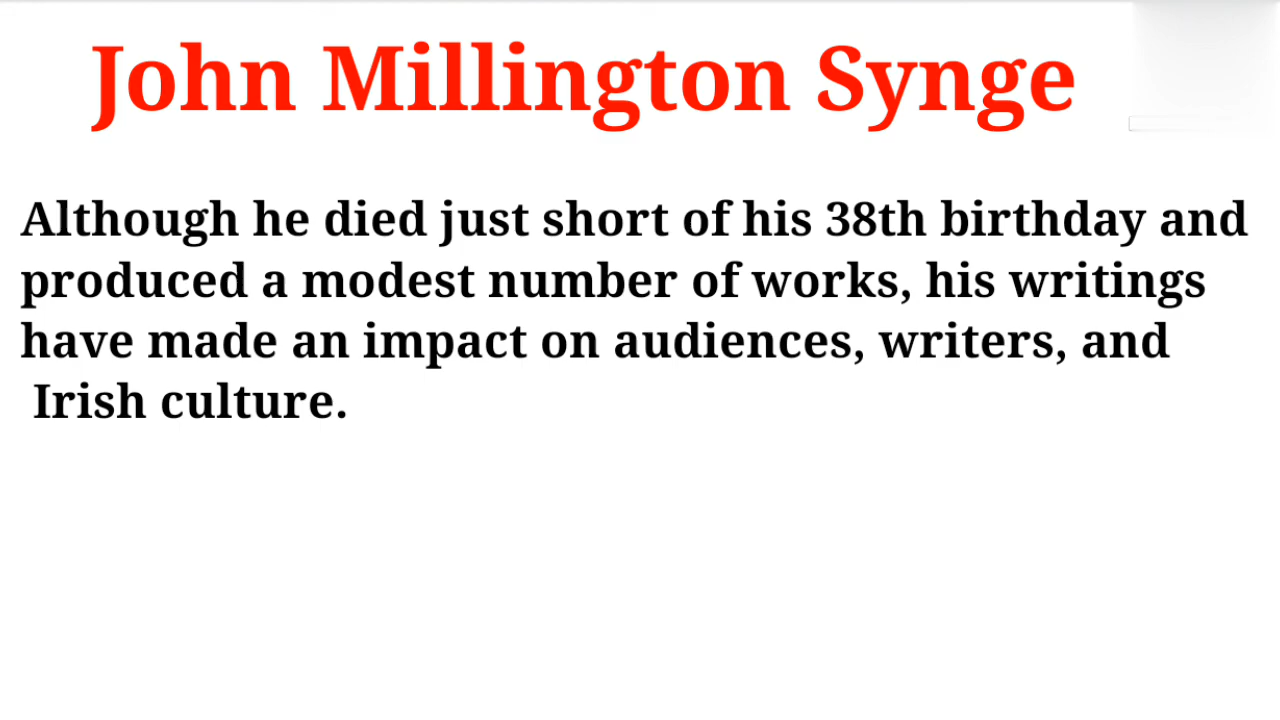 John Millington Synge
Although he died just short of his 38th birthday and
produced a modest number of works, his writings
have made an impact on audiences, writers, and
Irish culture.